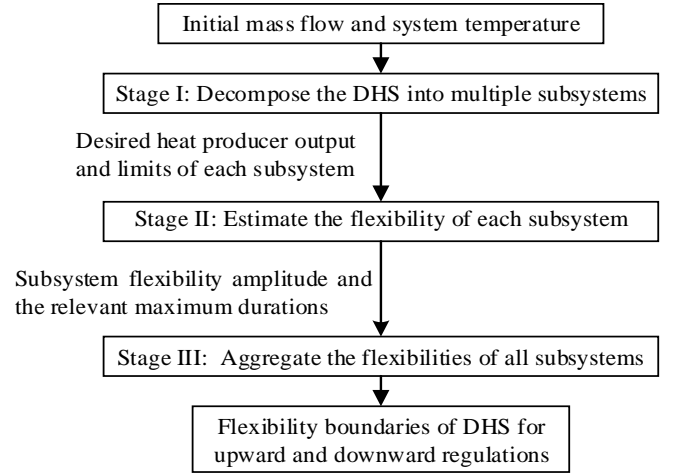 Initial mass flow and system temperature
Stage I: Decompose the DHS into multiple subsystems
Desired heat producer output
and limits of each subsystem
Stage II: Estimate the flexibility of each subsystem
Subsystem flexibility amplitude and
the relevant maximum durations
Stage III: Aggregate the flexibilities of all subsystems
Flexibility boundaries of DHS for
upward and downward regulations